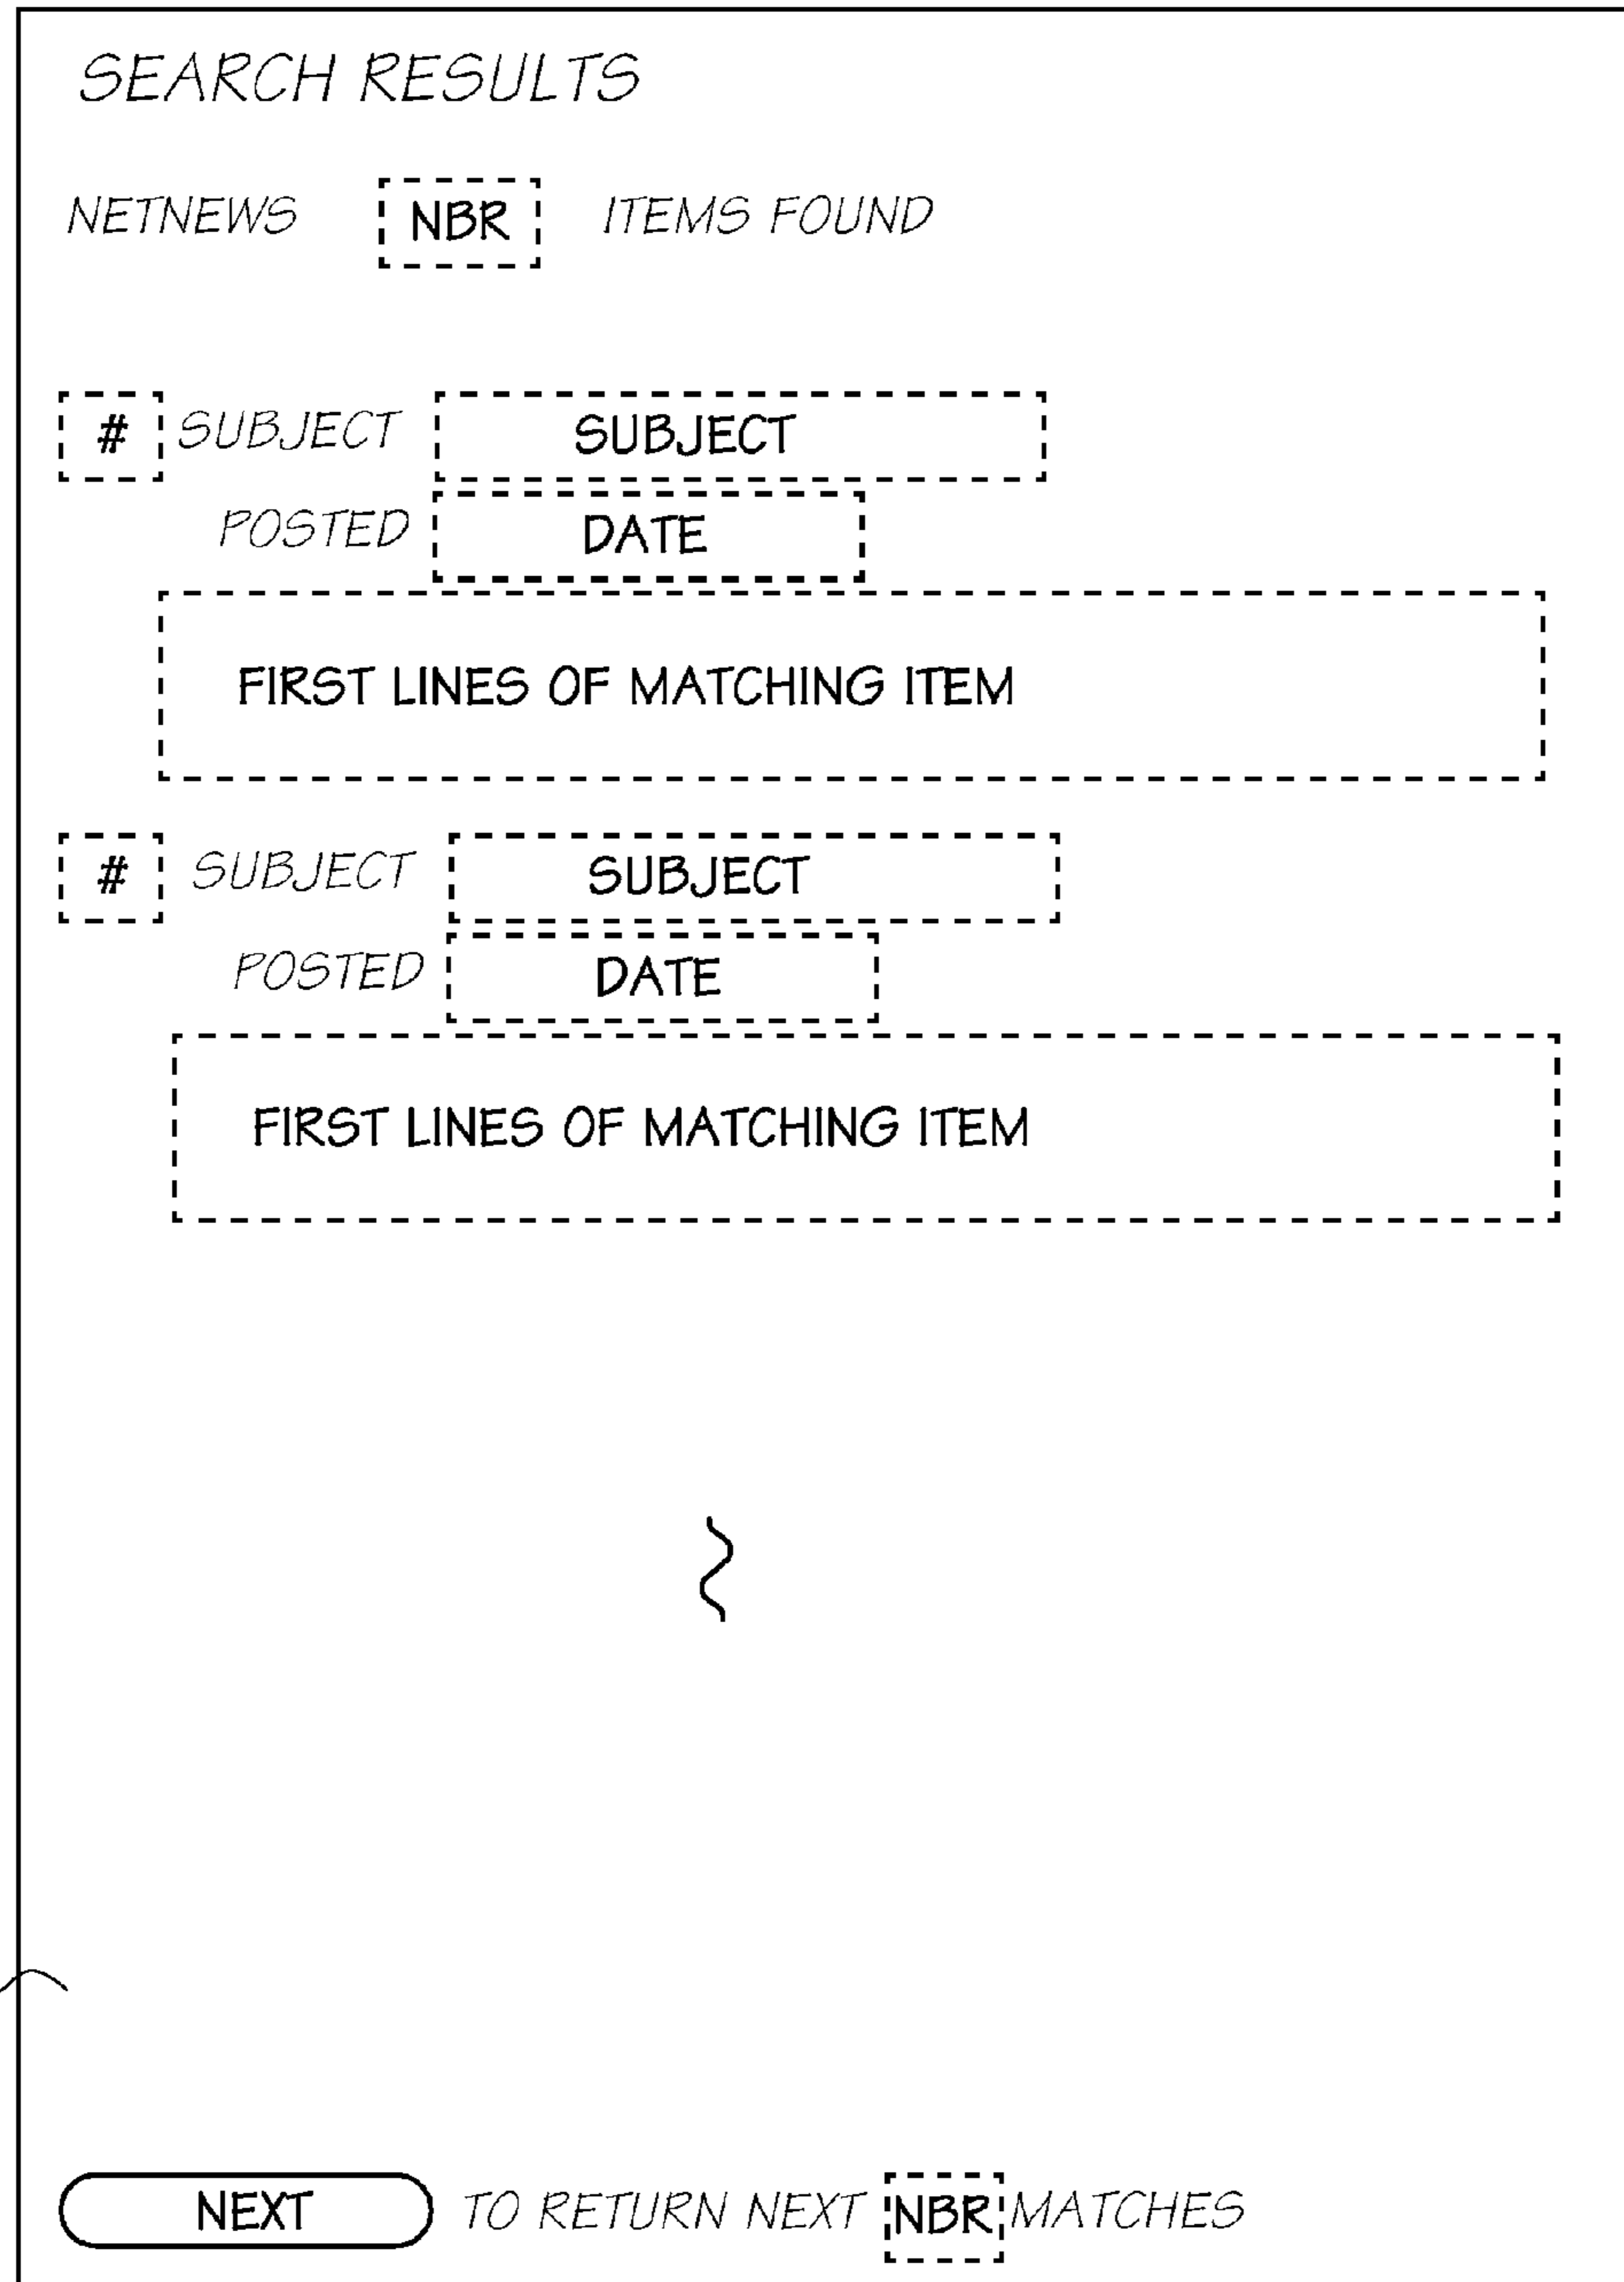 SEARCH RESULTS
NETNEWS NBR ITEMS FOUND
# SUBJECT SUBJECT
POSTED DATE
FIRST LINES OF MATCHING ITEM
# SUBJECT SUBJECT
POSTED DATE
FIRST LINES OF MATCHING ITEM
NEXT TO RETURN NEXT NBR MATCHES